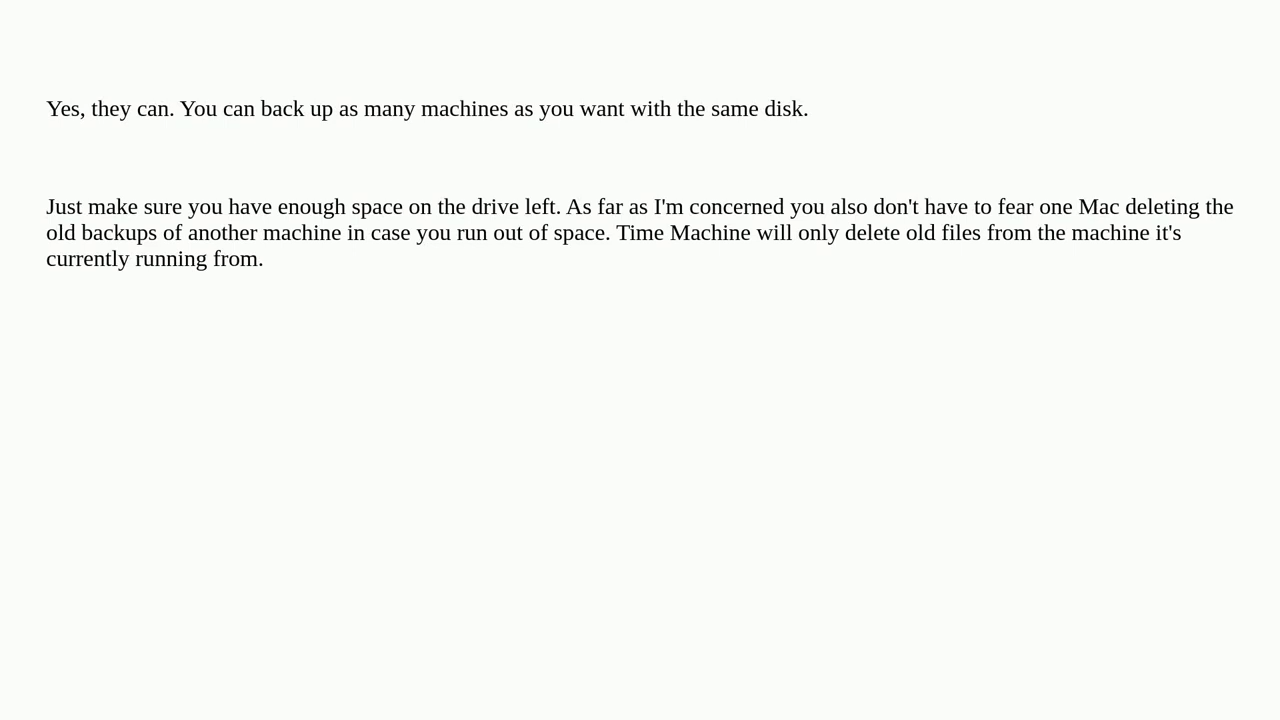 Yes, they can. You can back up as many machines as you want with the same disk.
Just make sure you have enough space on the drive left. As far as I'm concerned you also don't have to fear one Mac deleting the
old backups of another machine in case you run out of space. Time Machine will only delete old files from the machine it's
currently running from.